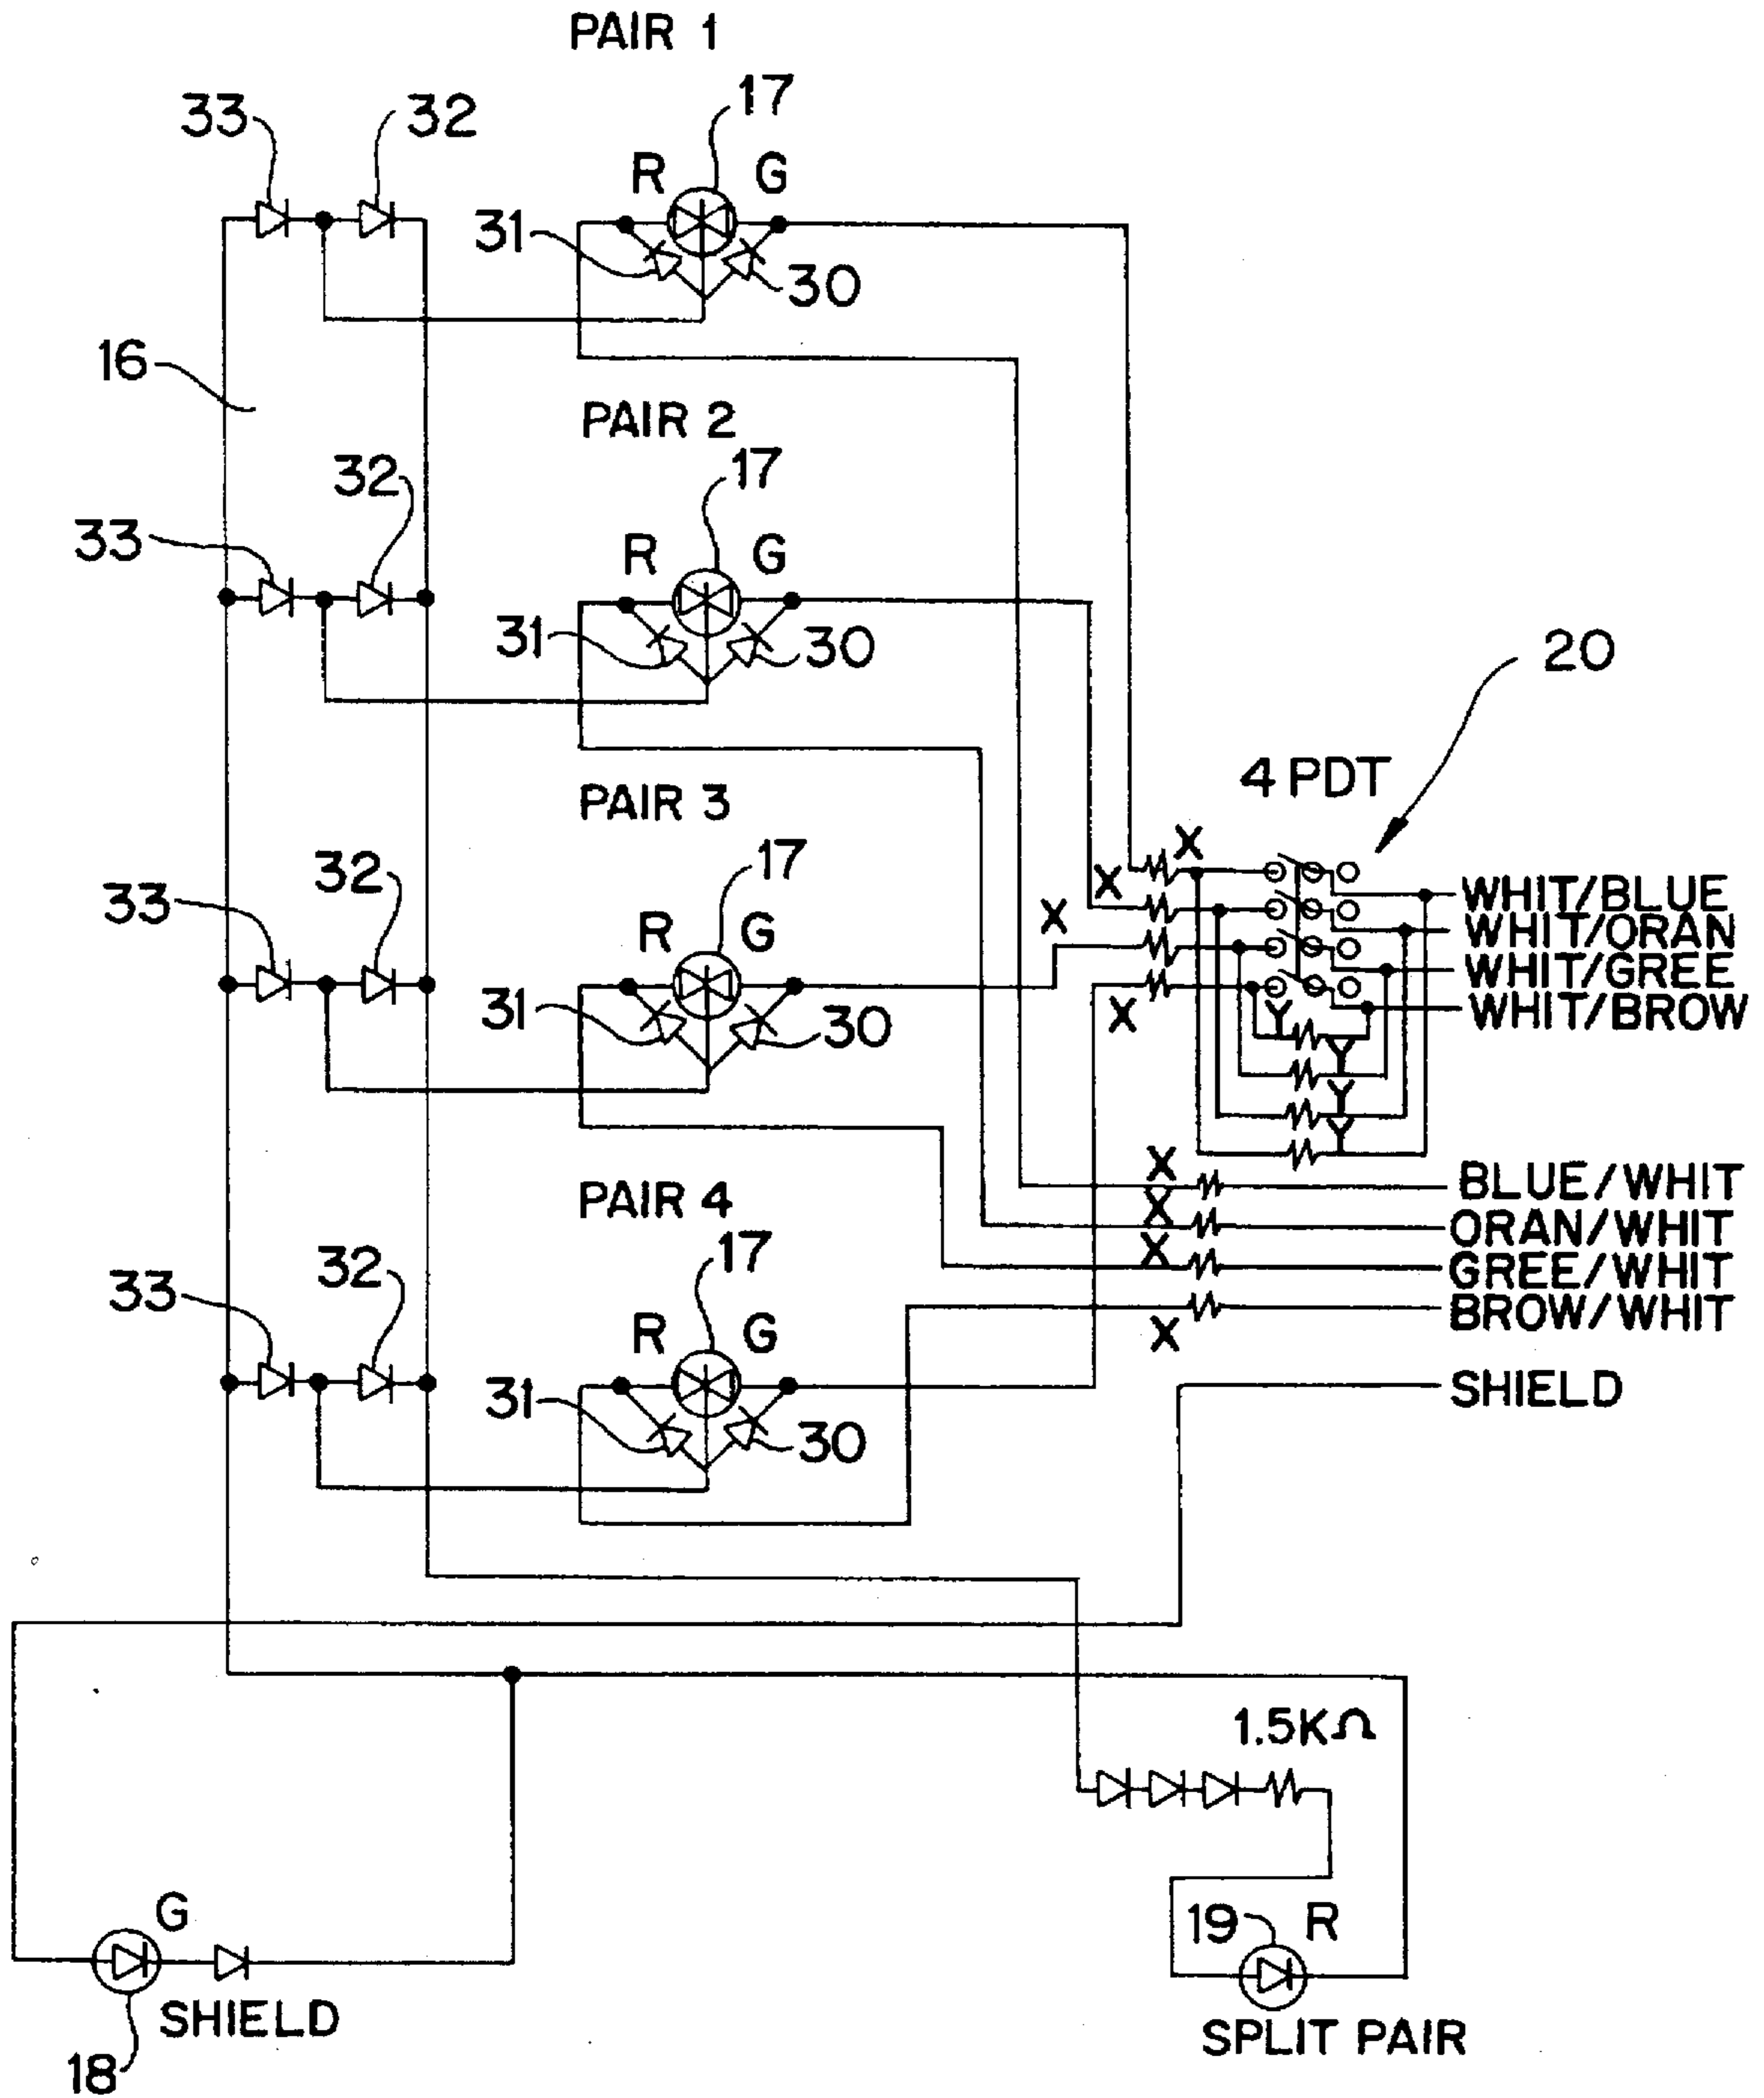 PAIR 1
33 32 17
R G
31 30
16
PAIR 2
32 17
33 R G
31 30
20
4 PDT
PAIR 3
32 17
33 R G
31 30
X
X
X
X
WHIT/BLUE
WHIT/ORAN
WHIT/GREE
WHIT/BROW
Y
Y
Y
Y
X
X
X
X
BLUE/WHIT
ORAN/WHIT
GREE/WHIT
BROW/WHIT
SHIELD
PAIR 4
32 17
33 R G
31 30
1.5KΩ
G
SHIELD
18
19 R
SPLIT PAIR